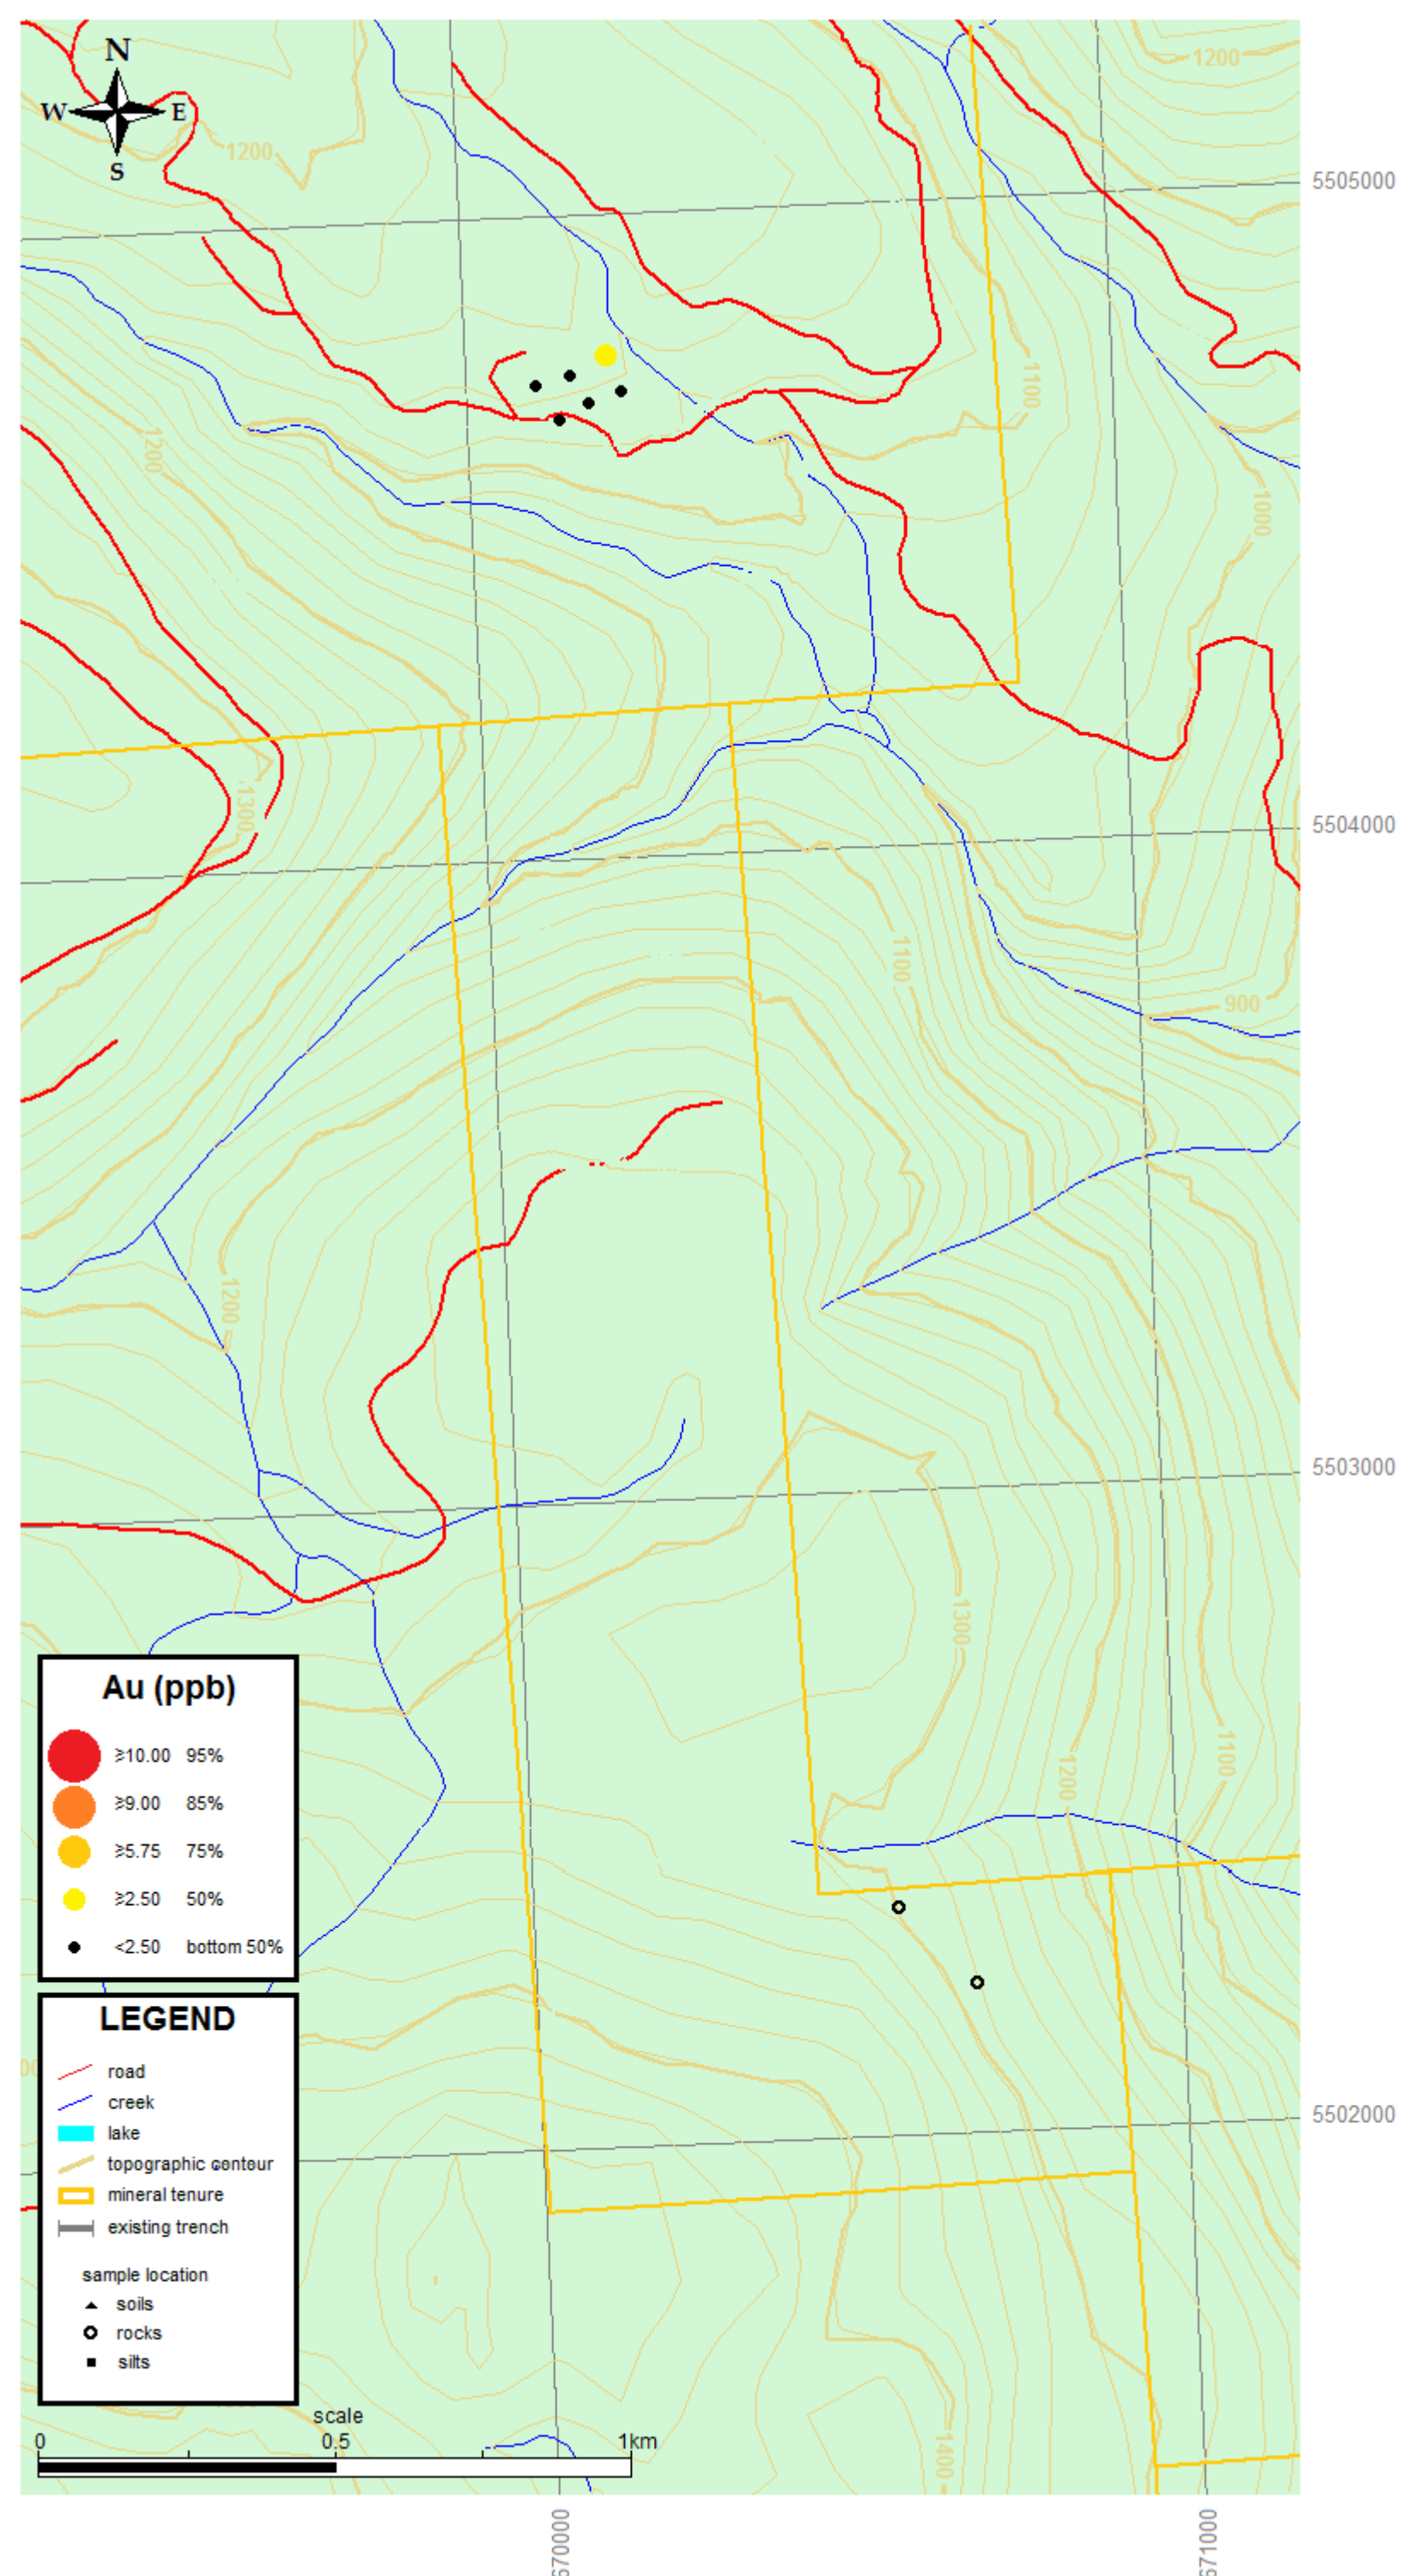 N
W E
S
1200
1200
5505000
1100
1200
1000
1300
5504000
1100
900
1200
5503000
1300
1100
1200
Au (ppb)
≥10.00 95%
≥9.00 85%
≥5.75 75%
≥2.50 50%
<2.50 bottom 50%
LEGEND
road
creek
lake
topographic contour
mineral tenure
existing trench
sample location
soils
rocks
silts
5502000
scale
0 0.5 1km
1400
670000
671000